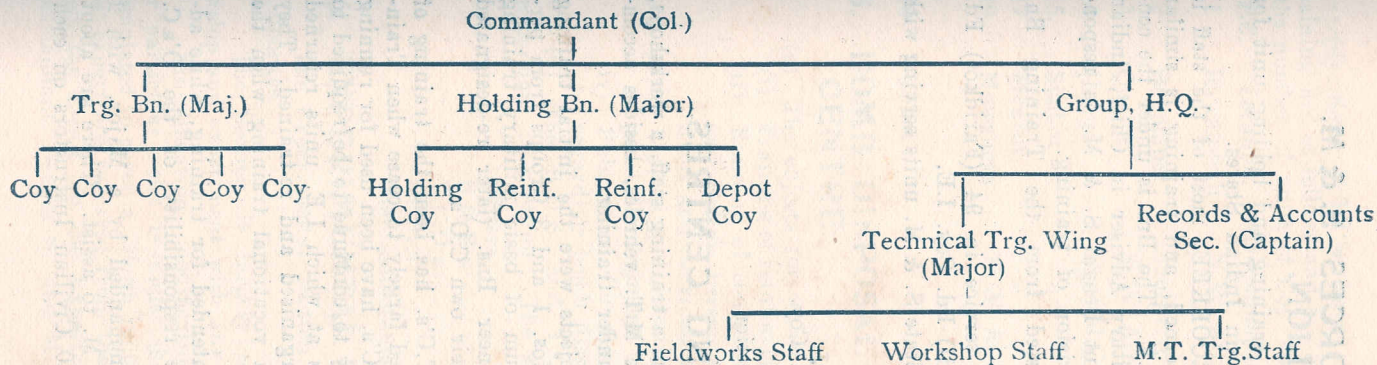 Commandant (Col.)
Trg. Bn. (Maj.)
Holding Bn. (Major)
Group, H.Q.
Coy Coy Coy Coy Coy
Holding Coy
Reinf. Coy
Reinf. Coy
Depot Coy
Technical Trg. Wing
(Major)
Records & Accounts
Sec. (Captain)
Fieldworks Staff
Workshop Staff
M.T. Trg.Staff